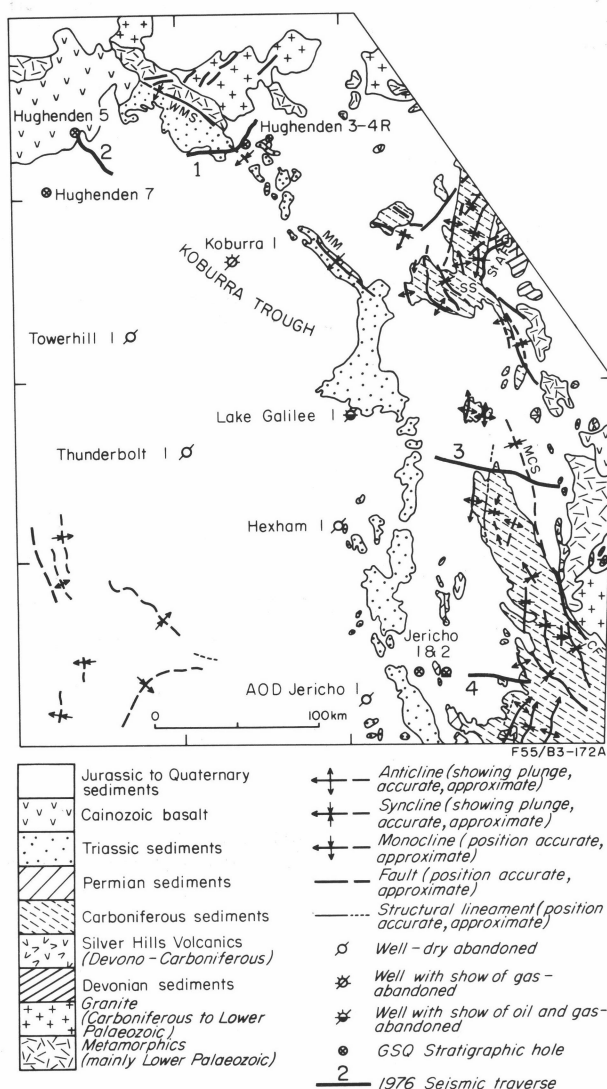 Hughenden 5
2
WMS
Hughenden 3-4R
1
Hughenden 7
Koburra 1
MM
KOBURRA TROUGH
SS
Towerhill 1
Lake Galilee 1
3
MCS
Thunderbolt 1
Hexham 1
Jericho
1&2
CF
4
AOD Jericho 1
0 100km
F55/B3-172A
Jurassic to Quaternary
sediments
Cainozoic basalt
Triassic sediments
Permian sediments
Carboniferous sediments
Silver Hills Volcanics
(Devono-Carboniferous)
Devonian sediments
Granite
(Carboniferous to Lower
Palaeozoic)
Metamorphics
(mainly Lower Palaeozoic)
Anticline (showing plunge,
accurate, approximate)
Syncline (showing plunge,
accurate, approximate)
Monocline (position accurate,
approximate)
Fault (position accurate,
approximate)
Structural lineament (position
accurate, approximate)
Well-dry abandoned
Well with show of gas-
abandoned
Well with show of oil and gas-
abandoned
GSQ Stratigraphic hole
2
1976 Seismic traverse